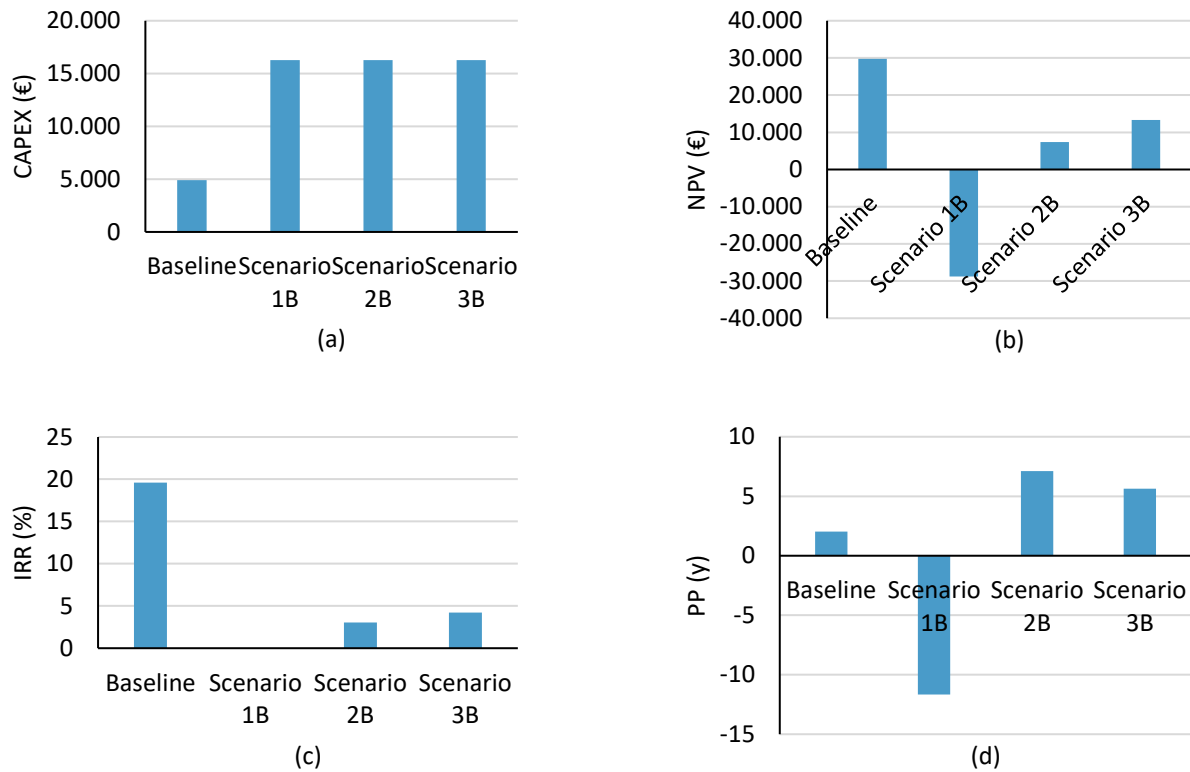 CAPEX (€)
20.000
15.000
10.000
5.000
0
Baseline
Scenario 1B
Scenario 2B
Scenario 3B
(a)
NPV (€)
40.000
30.000
20.000
10.000
0
-10.000
-20.000
-30.000
-40.000
Baseline
Scenario 1B
Scenario 2B
Scenario 3B
(b)
IRR (%)
25
20
15
10
5
0
Baseline
Scenario
1B
Scenario
2B
Scenario
3B
(c)
PP (y)
10
5
0
-5
-10
-15
Baseline
Scenario
1B
Scenario
2B
Scenario
3B
(d)